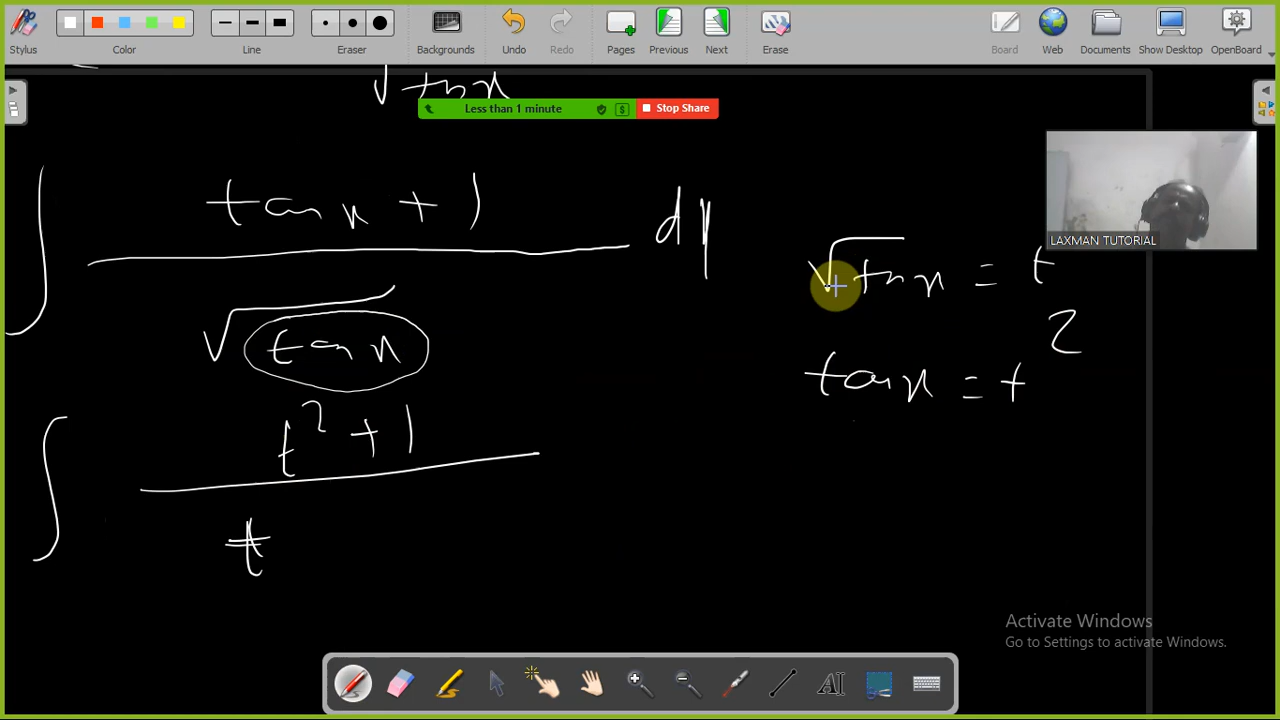 Stylus Color Line Eraser Backgrounds Undo Redo Pages Previous Next Erase Board Web Documents Show Desktop OpenBoard
√tan x
Less than 1 minute $ Stop Share
LAXMAN TUTORIAL
∫ tan x + 1 / √tan x dx
√tan x = t
tan x = t²
∫ t² + 1 / t
Activate Windows
Go to Settings to activate Windows.
AI